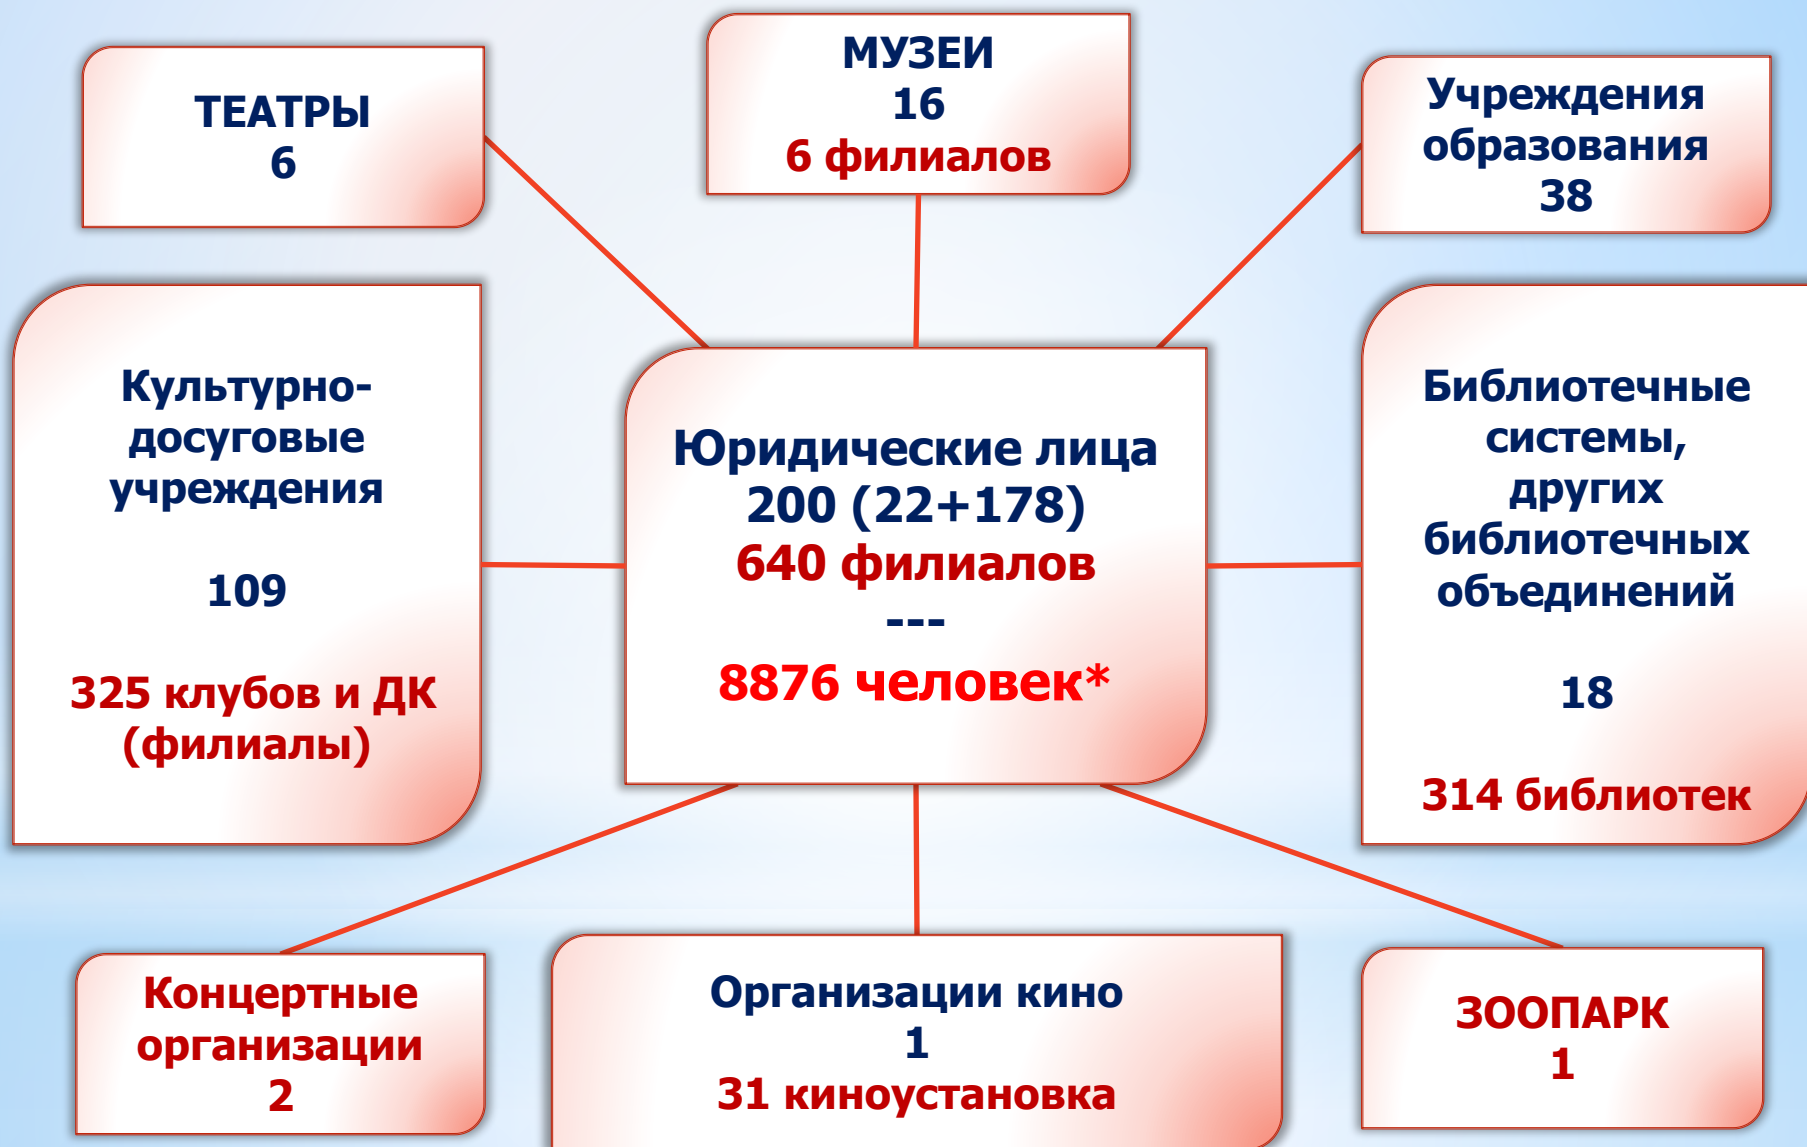 ТЕАТРЫ
6
МУЗЕИ
16
6 филиалов
Учреждения
образования
38
Культурно-
досуговые
учреждения
109
325 клубов и ДК
(филиалы)
Юридические лица
200 (22+178)
640 филиалов
---
8876 человек*
Библиотечные
системы,
других
библиотечных
объединений
18
314 библиотек
Концертные
организации
2
Организации кино
1
31 киноустановка
ЗООПАРК
1